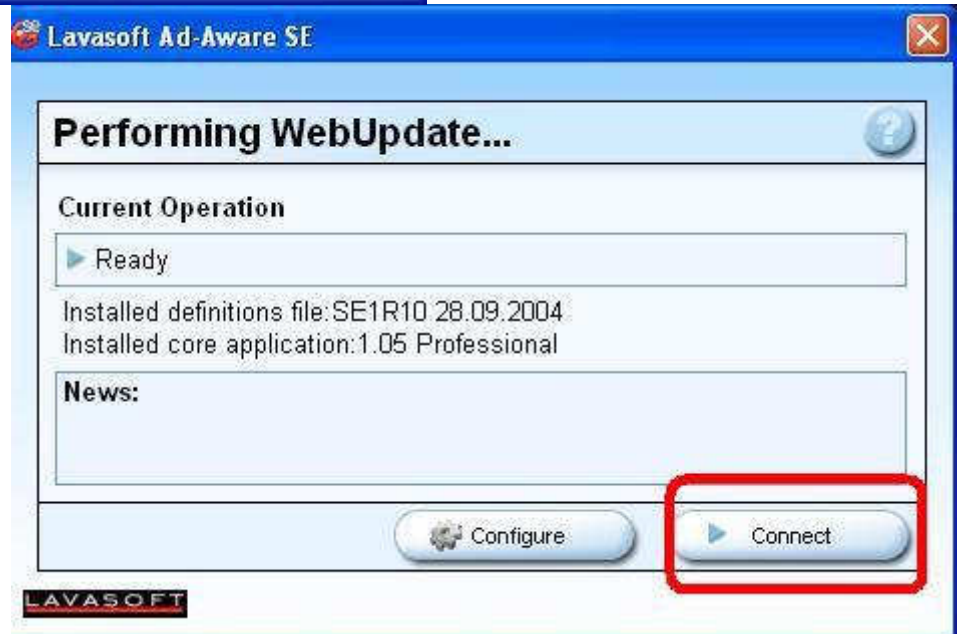 Lavasoft Ad-Aware SE
Performing WebUpdate...
Current Operation
Ready
Installed definitions file:SE1R10 28.09.2004
Installed core application:1.05 Professional
News:
Configure
Connect
LAVASOFT